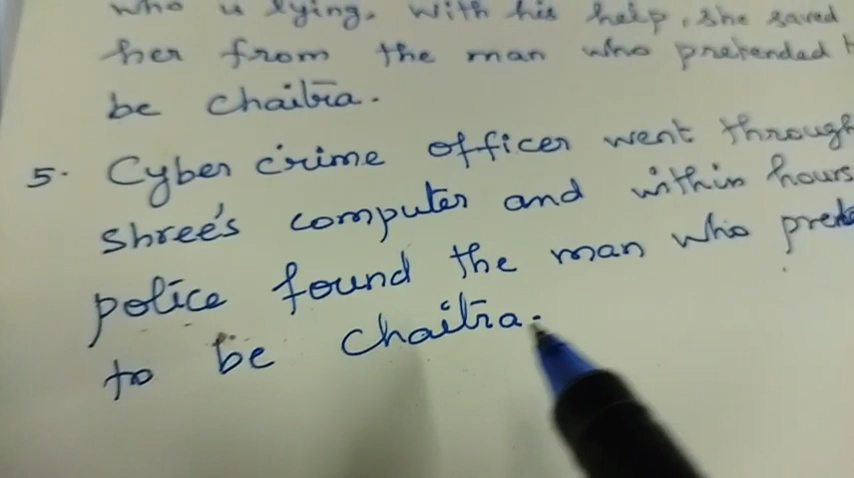 who is lying. With his help, she saved
her from the man who pretended
be Chaitra.
5. Cyber crime officer went through
Shree's computer and within hours
police found the man who
to be Chaitra.